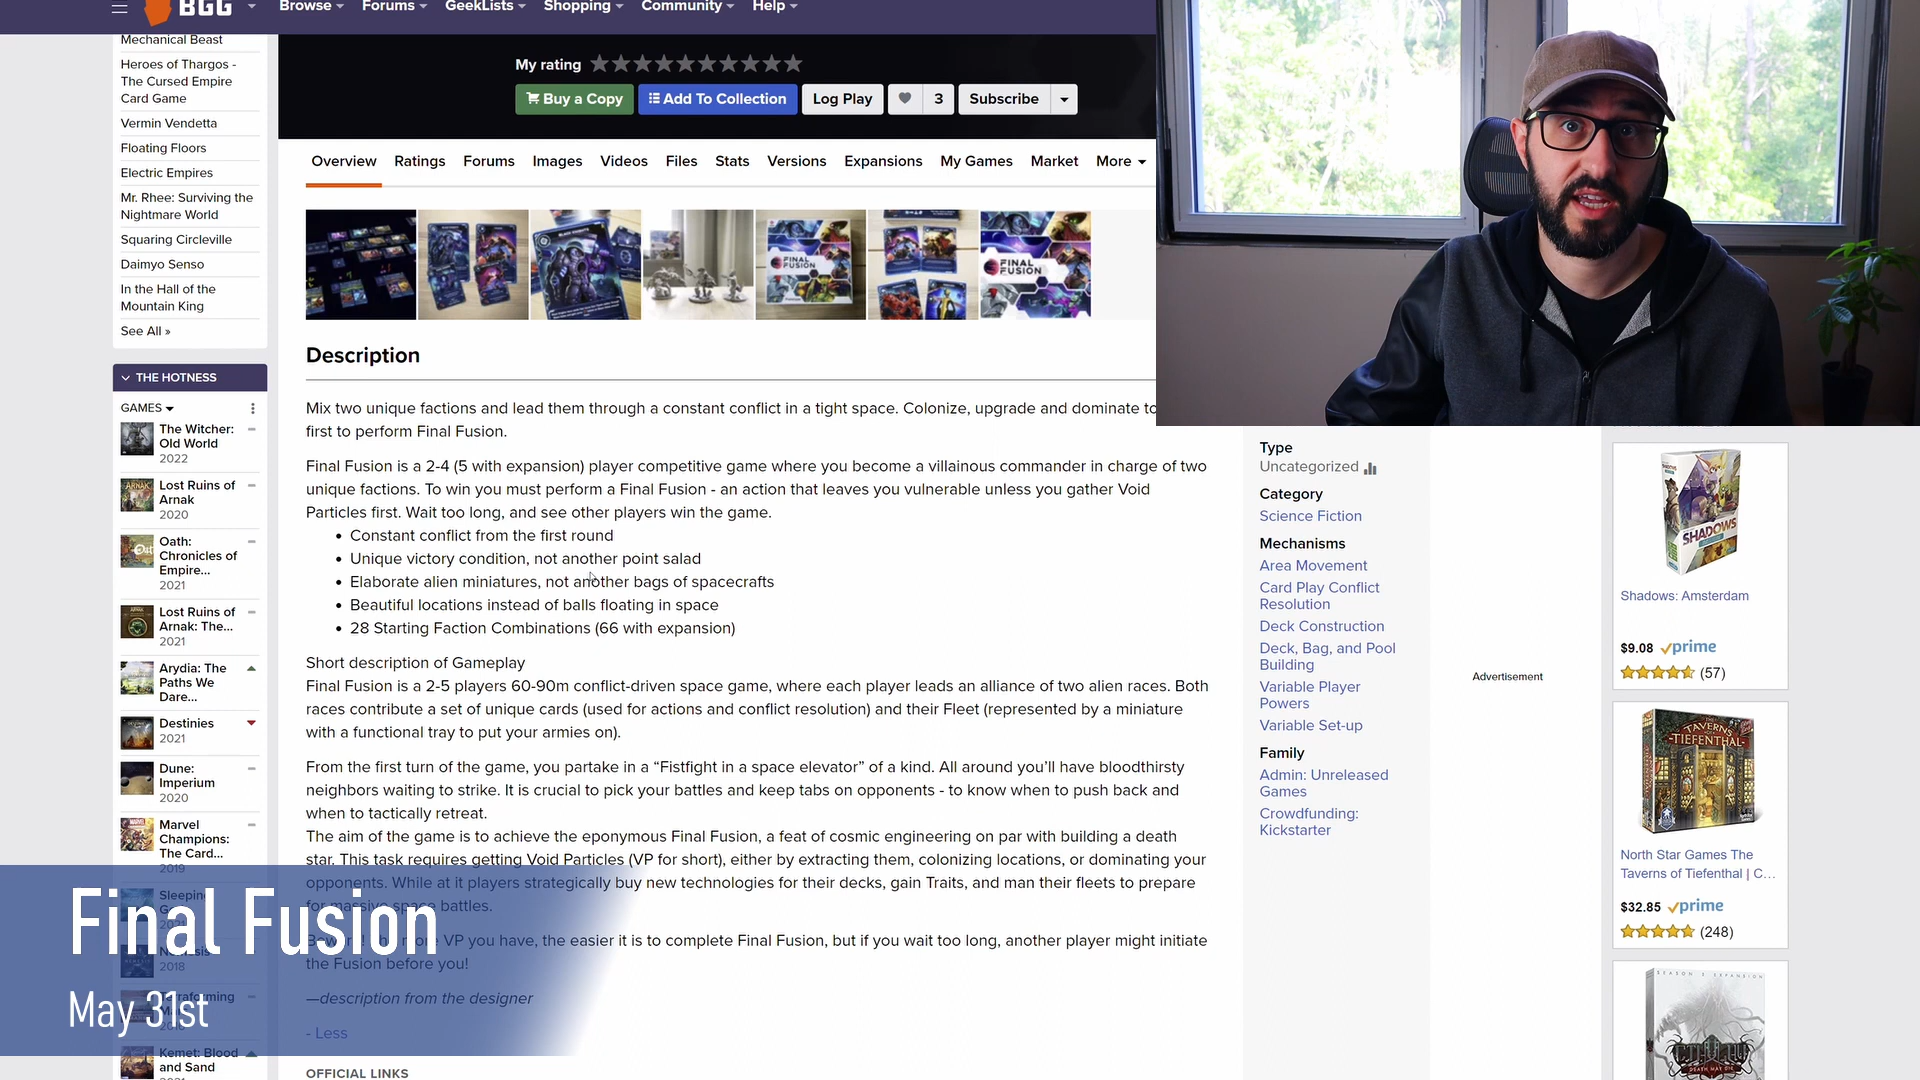 BGG
Browse
Forums
GeekLists
Shopping
Community
Help
Mechanical Beast
Heroes of Thargos -
The Cursed Empire
Card Game
Vermin Vendetta
Floating Floors
Electric Empires
Mr. Rhee: Surviving the
Nightmare World
Squaring Circleville
Daimyo Senso
In the Hall of the
Mountain King
See All »
THE HOTNESS
GAMES
The Witcher:
Old World
2022
Lost Ruins of
Arnak
2020
Oath:
Chronicles of
Empire...
2021
Lost Ruins of
Arnak: The...
2021
Arydia: The
Paths We
Dare...
Destinies
2021
Dune:
Imperium
2020
Marvel
Champions:
The Card...
2019
2018
Kemet: Blood
and Sand
My rating
Buy a Copy
Add To Collection
Log Play
3
Subscribe
Overview
Ratings
Forums
Images
Videos
Files
Stats
Versions
Expansions
My Games
Market
More
FINAL
FUSION
FINAL
FUSION
Description
Mix two unique factions and lead them through a constant conflict in a tight space. Colonize, upgrade and dominate to
first to perform Final Fusion.
Final Fusion is a 2-4 (5 with expansion) player competitive game where you become a villainous commander in charge of two
unique factions. To win you must perform a Final Fusion - an action that leaves you vulnerable unless you gather Void
Particles first. Wait too long, and see other players win the game.
• Constant conflict from the first round
• Unique victory condition, not another point salad
• Elaborate alien miniatures, not another bags of spacecrafts
• Beautiful locations instead of balls floating in space
• 28 Starting Faction Combinations (66 with expansion)
Short description of Gameplay
Final Fusion is a 2-5 players 60-90m conflict-driven space game, where each player leads an alliance of two alien races. Both
races contribute a set of unique cards (used for actions and conflict resolution) and their Fleet (represented by a miniature
with a functional tray to put your armies on).
From the first turn of the game, you partake in a “Fistfight in a space elevator” of a kind. All around you’ll have bloodthirsty
neighbors waiting to strike. It is crucial to pick your battles and keep tabs on opponents - to know when to push back and
when to tactically retreat.
The aim of the game is to achieve the eponymous Final Fusion, a feat of cosmic engineering on par with building a death
star. This task requires getting Void Particles (VP for short), either by extracting them, colonizing locations, or dominating your
opponents. While at it players strategically buy new technologies for their decks, gain Traits, and man their fleets to prepare
for massive space battles.
VP you have, the easier it is to complete Final Fusion, but if you wait too long, another player might initiate
the Fusion before you!
—description from the designer
- Less
OFFICIAL LINKS
Type
Uncategorized
Category
Science Fiction
Mechanisms
Area Movement
Card Play Conflict
Resolution
Deck Construction
Deck, Bag, and Pool
Building
Variable Player
Powers
Variable Set-up
Family
Admin: Unreleased
Games
Crowdfunding:
Kickstarter
Advertisement
SHADOWS
Shadows: Amsterdam
$9.08 prime
(57)
THE
TAVERNS
OF
TIEFENTHAL
North Star Games The
Taverns of Tiefenthal | C...
$32.85 prime
(248)
SEASON 2 EXPANSION
CTHULHU
DEATH MAY DIE
Final Fusion
May 31st